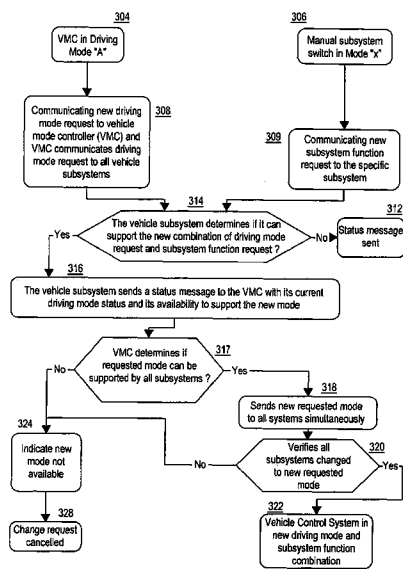 304
VMC in Driving
Mode "A"
306
Manual subsystem
switch in Mode "x"
Communicating new driving
mode request to vehicle
mode controller (VMC) and
VMC communicates driving
mode request to all vehicle
subsystems
308
309
Communicating new
subsystem function
request to the specific
subsystem
314
The vehicle subsystem determines if it can
support the new combination of driving mode
request and subsystem function request ?
Yes
No
312
Status message
sent
316
The vehicle subsystem sends a status message to the VMC with its current
driving mode status and its availability to support the new mode
317
VMC determines if
requested mode can be
supported by all subsystems ?
No
Yes
318
Sends new requested mode
to all systems simultaneously
324
Indicate new
mode not
available
320
Verifies all
subsystems changed
to new requested
mode
No
Yes
328
Change request
cancelled
322
Vehicle Control System in
new driving mode and
subsystem function
combination